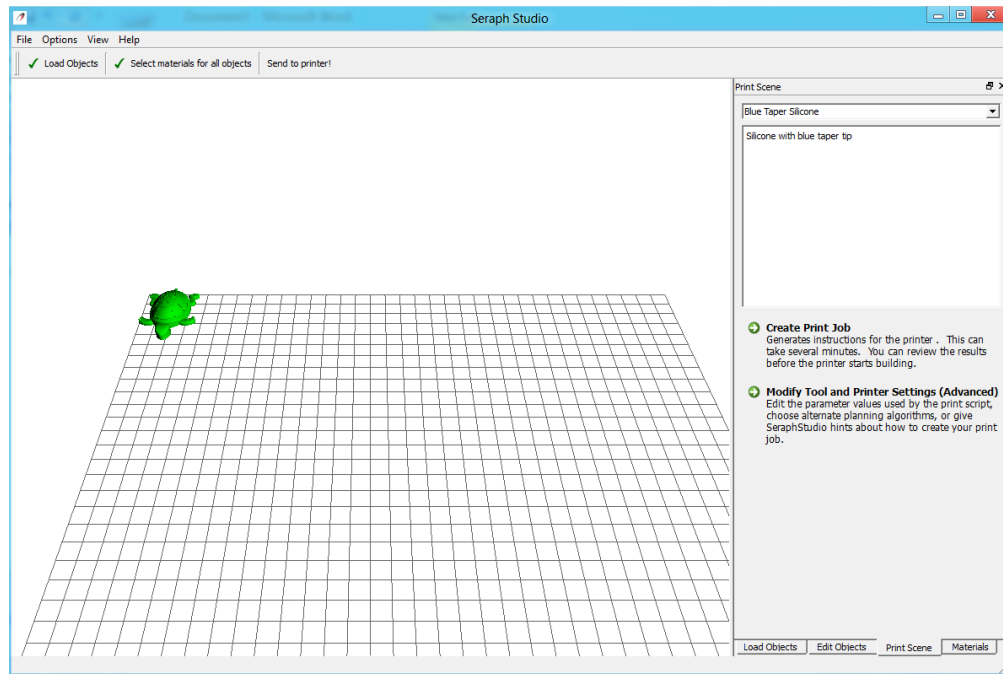 Document7 - Microsoft Word
Seraph Studio
File Options View Help
Load Objects Select materials for all objects Send to printer!
Print Scene
Blue Taper Silicone
Silicone with blue taper tip
Create Print Job
Generates instructions for the printer . This can
take several minutes. You can review the results
before the printer starts building.
Modify Tool and Printer Settings (Advanced)
Edit the parameter values used by the print script,
choose alternate planning algorithms, or give
SeraphStudio hints about how to create your print
job.
Load Objects Edit Objects Print Scene Materials